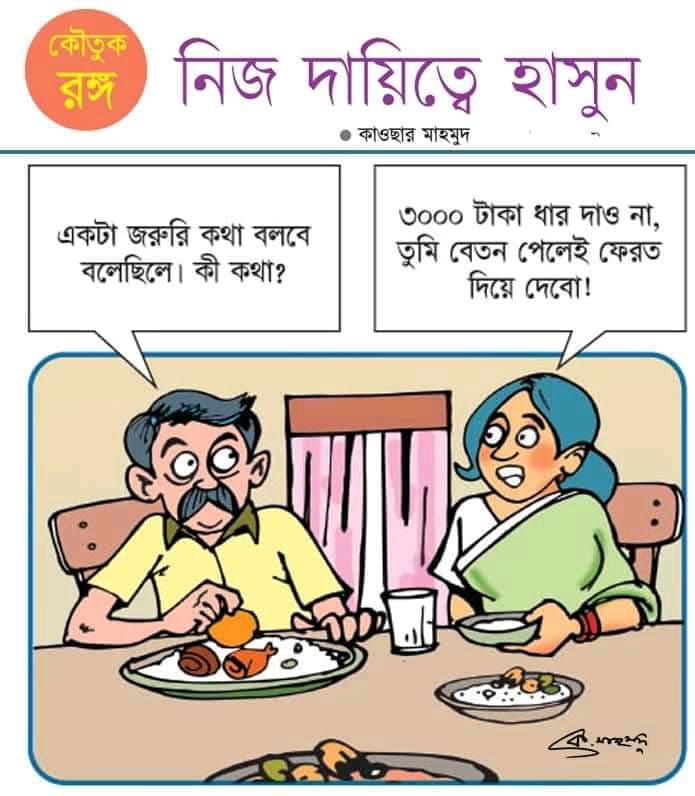 কৌতুক
রঙ্গ
নিজ দায়িত্বে হাসুন
● কাওছার মাহমুদ
একটা জরুরি কথা বলবে
বলেছিলে। কী কথা?
৩০০০ টাকা ধার দাও না,
তুমি বেতন পেলেই ফেরত
দিয়ে দেবো!